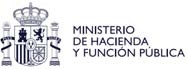 MINISTERIO
DE HACIENDA
Y FUNCIÓN PÚBLICA